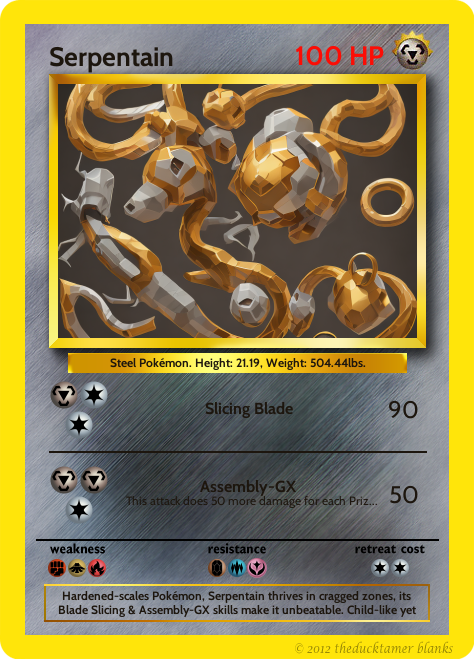 Serpentain 100 HP
Steel Pokémon. Height: 21.19, Weight: 504.44lbs.
Slicing Blade 90
Assembly-GX
This attack does 50 more damage for each Priz... 50
weakness resistance retreat cost
Hardened-scales Pokémon, Serpentain thrives in cragged zones, its
Blade Slicing & Assembly-GX skills make it unbeatable. Child-like yet
© 2012 theducktamer blanks